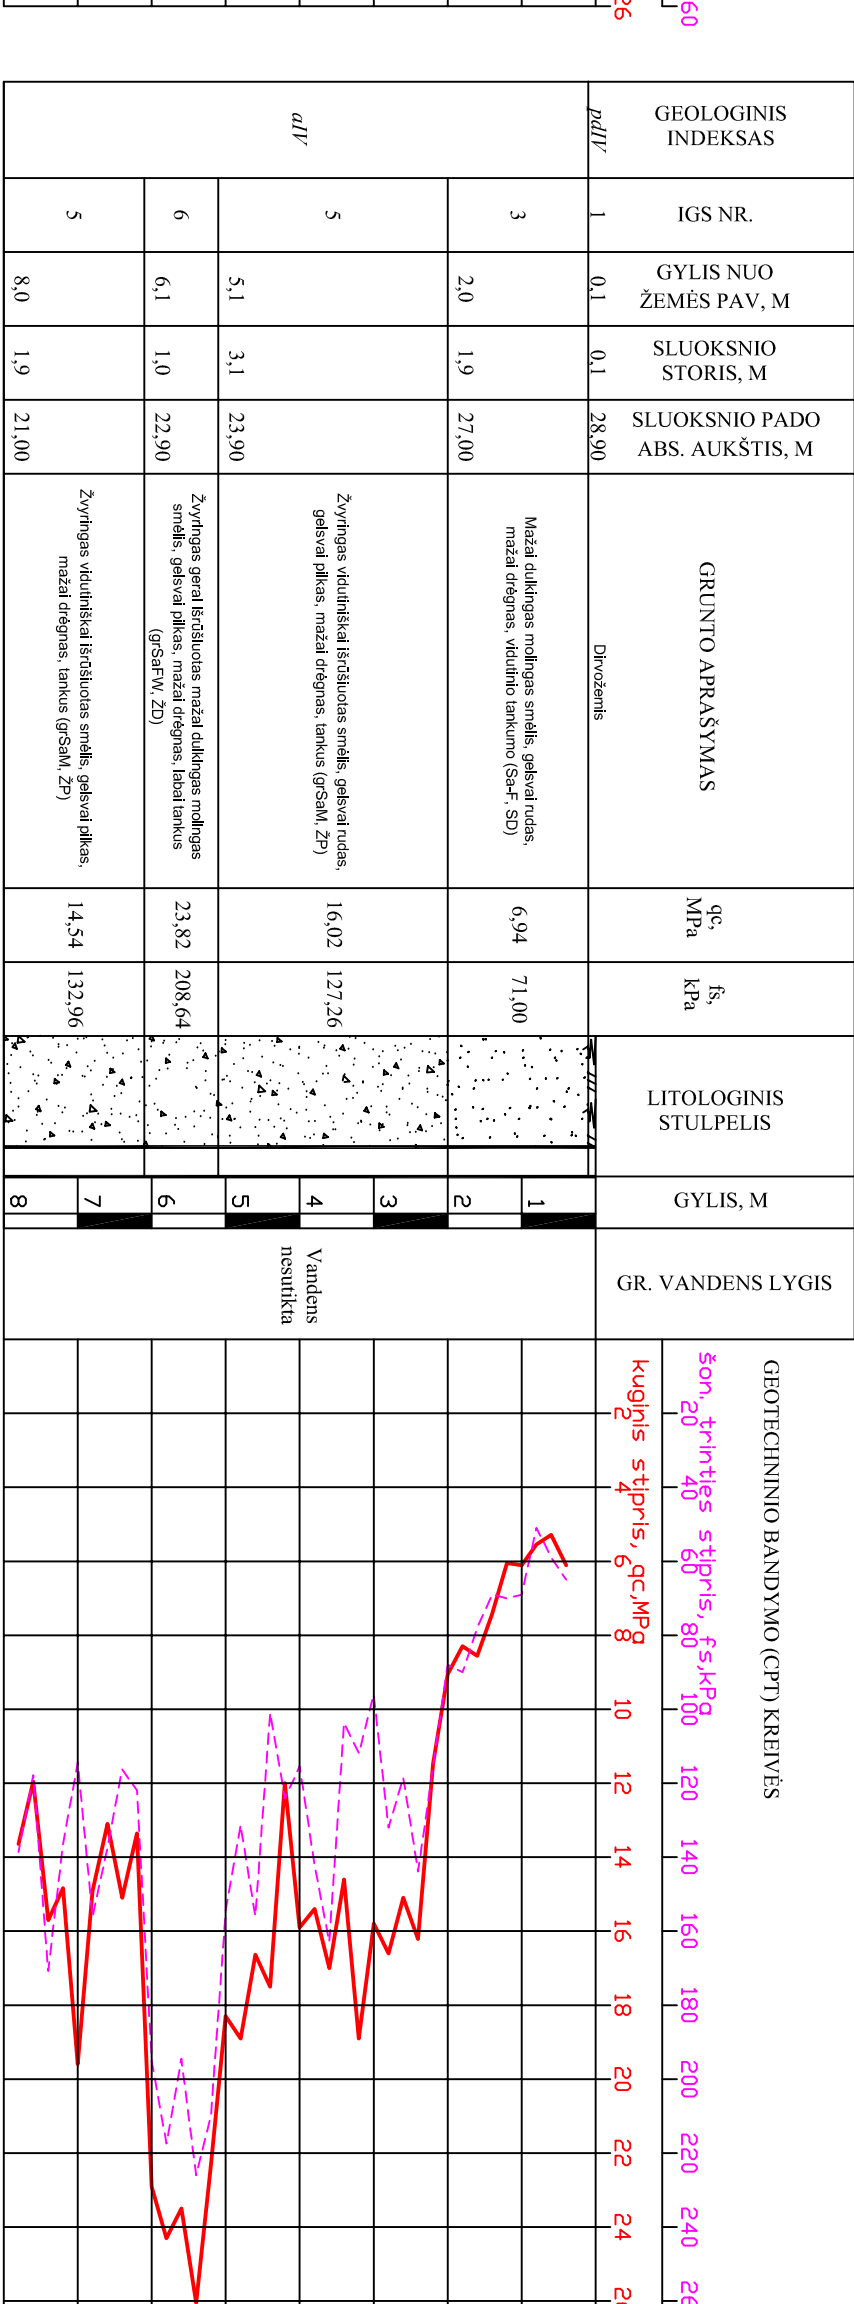 26
60
GEOLOGINIS
INDEKSAS
IGS NR.
GYLIS NUO
ŽEMĖS PAV, M
SLUOKSNIO
STORIS, M
SLUOKSNIO PADO
ABS. AUKŠTIS, M
GRUNTO APRAŠYMAS
qc,
MPa
fs,
kPa
LITOLOGINIS
STULPELIS
GYLIS, M
GR. VANDENS LYGIS
GEOTECHNINIO BANDYMO (CPT) KREIVĖS
pdIV
1
0,1
0,1
28,90
Dirvožemis
aIV
3
2,0
1,9
27,00
Mažai dulkingas molingas smėlis, gelsvai rudas,
mažai drėgnas, vidutinio tankumo (Sa-F, SD)
6,94
71,00
5
5,1
3,1
23,90
Žvyringas vidutiniškai išrūšiuotas smėlis, gelsvai rudas,
gelsvai pilkas, mažai drėgnas, tankus (grSaM, ŽP)
16,02
127,26
6
6,1
1,0
22,90
Žvyringas gerai išrūšiuotas mažai dulkingas molingas
smėlis, gelsvai pilkas, mažai drėgnas, labai tankus
(grSaFW, ŽD)
23,82
208,64
5
8,0
1,9
21,00
Žvyringas vidutiniškai išrūšiuotas smėlis, gelsvai pilkas,
mažai drėgnas, tankus (grSaM, ŽP)
14,54
132,96
1
2
3
4
5
6
7
8
Vandens
nesutikta
šon. trinties stipris, fs,kPa
20 40 60 80 100 120 140 160 180 200 220 240 26
kūginis stipris, qc,MPa
2 4 6 8 10 12 14 16 18 20 22 24 26